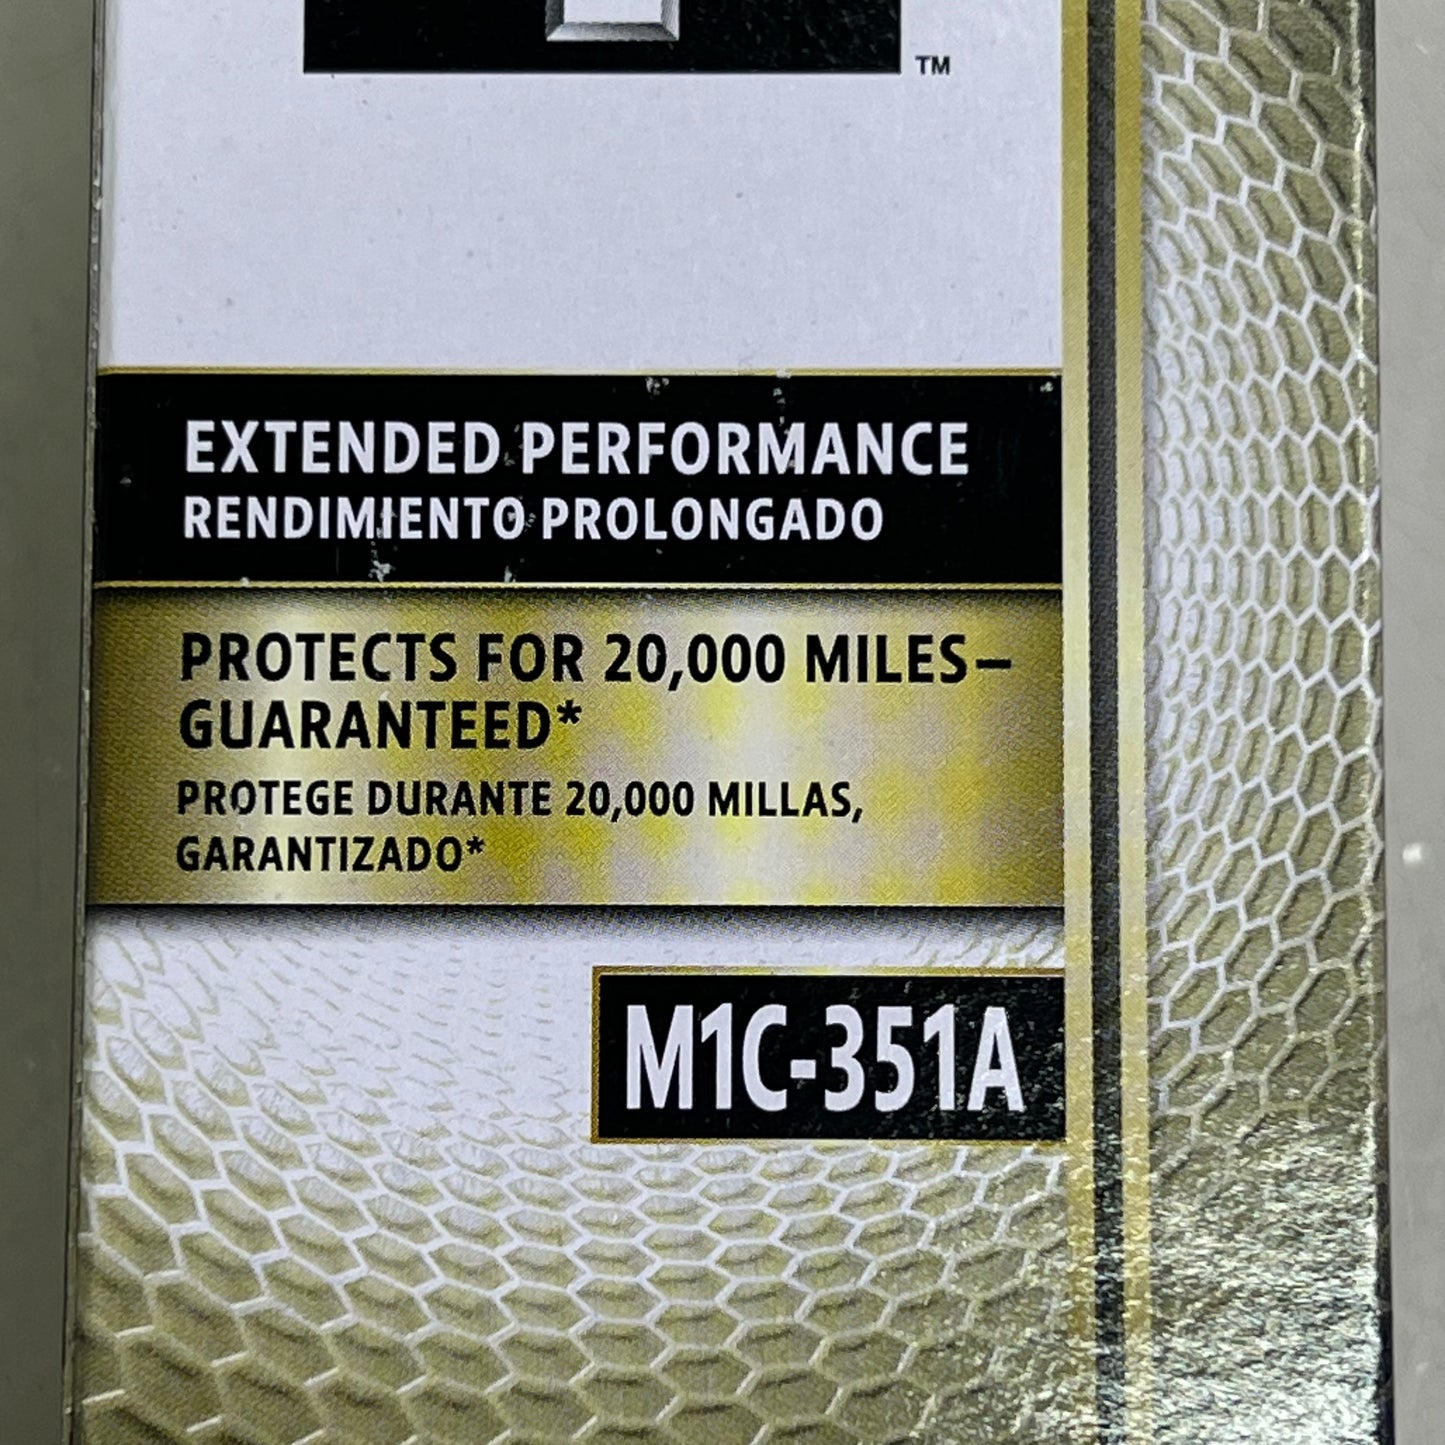 TM
EXTENDED PERFORMANCE
RENDIMIENTO PROLONGADO
PROTECTS FOR 20,000 MILES–
GUARANTEED*
PROTEGE DURANTE 20,000 MILLAS,
GARANTIZADO*
M1C-351A